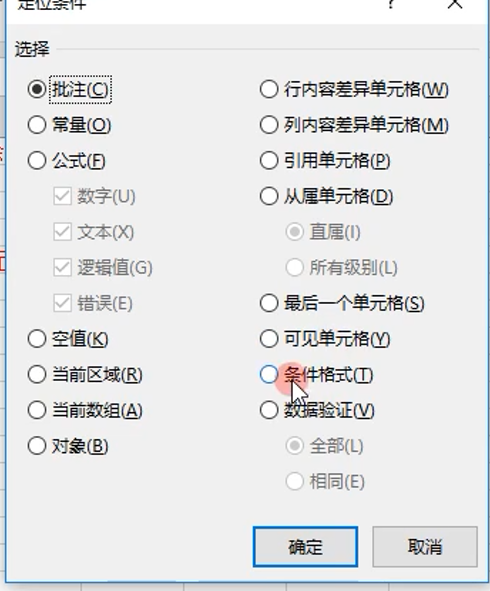 定位条件
?
选择
批注(C)
行内容差异单元格(W)
常量(O)
列内容差异单元格(M)
公式(F)
引用单元格(P)
数字(U)
从属单元格(D)
文本(X)
直属(I)
逻辑值(G)
所有级别(L)
错误(E)
最后一个单元格(S)
空值(K)
可见单元格(Y)
当前区域(R)
条件格式(T)
当前数组(A)
数据验证(V)
对象(B)
全部(L)
相同(E)
确定
取消